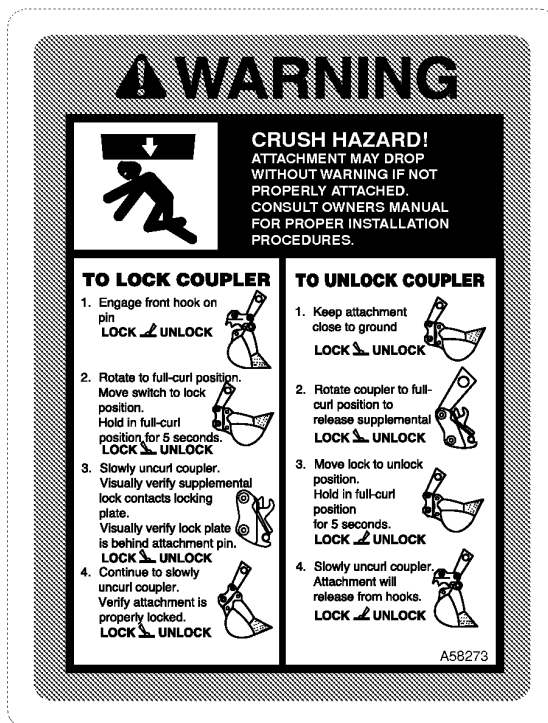 WARNING
CRUSH HAZARD!
ATTACHMENT MAY DROP
WITHOUT WARNING IF NOT
PROPERLY ATTACHED.
CONSULT OWNERS MANUAL
FOR PROPER INSTALLATION
PROCEDURES.
TO LOCK COUPLER
1. Engage front hook on
pin
LOCK UNLOCK
2. Rotate to full-curl position.
Move switch to lock
position.
Hold in full-curl
position for 5 seconds.
LOCK UNLOCK
3. Slowly uncurl coupler.
Visually verify supplemental
lock contacts locking
plate.
Visually verify lock plate
is behind attachment pin.
LOCK UNLOCK
4. Continue to slowly
uncurl coupler.
Verify attachment is
properly locked.
LOCK UNLOCK
TO UNLOCK COUPLER
1. Keep attachment
close to ground
LOCK UNLOCK
2. Rotate coupler to full-
curl position to
release supplemental
LOCK UNLOCK
3. Move lock to unlock
position.
Hold in full-curl
position
for 5 seconds.
LOCK UNLOCK
4. Slowly uncurl coupler.
Attachment will
release from hooks.
LOCK UNLOCK
A58273